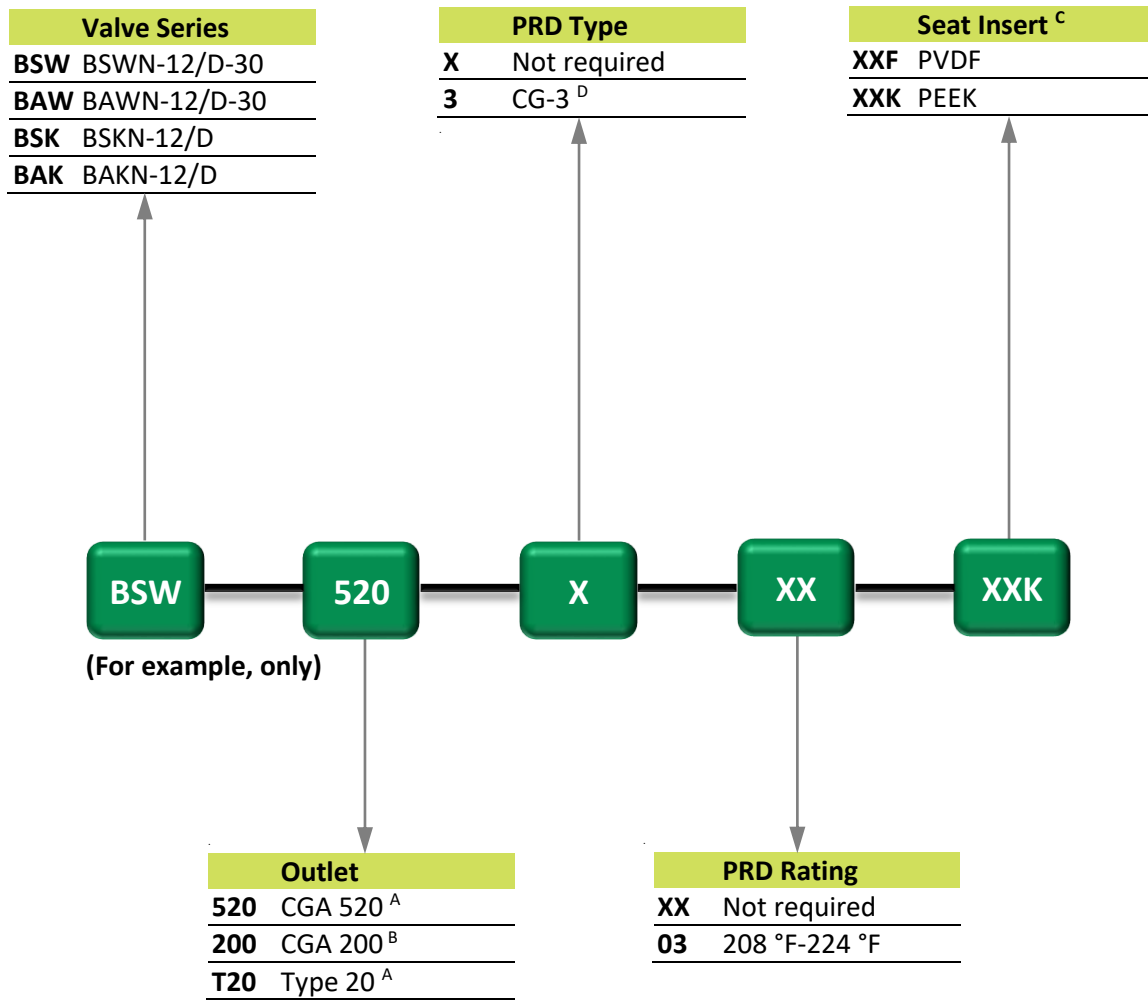 Valve Series
BSW BSWN-12/D-30
BAW BAWN-12/D-30
BSK BSKN-12/D
BAK BAKN-12/D
PRD Type
X Not required
3 CG-3 D
Seat Insert C
XXF PVDF
XXK PEEK
BSW 520 X XX XXK
(For example, only)
Outlet
520 CGA 520 A
200 CGA 200 B
T20 Type 20 A
PRD Rating
XX Not required
03 208 °F-224 °F